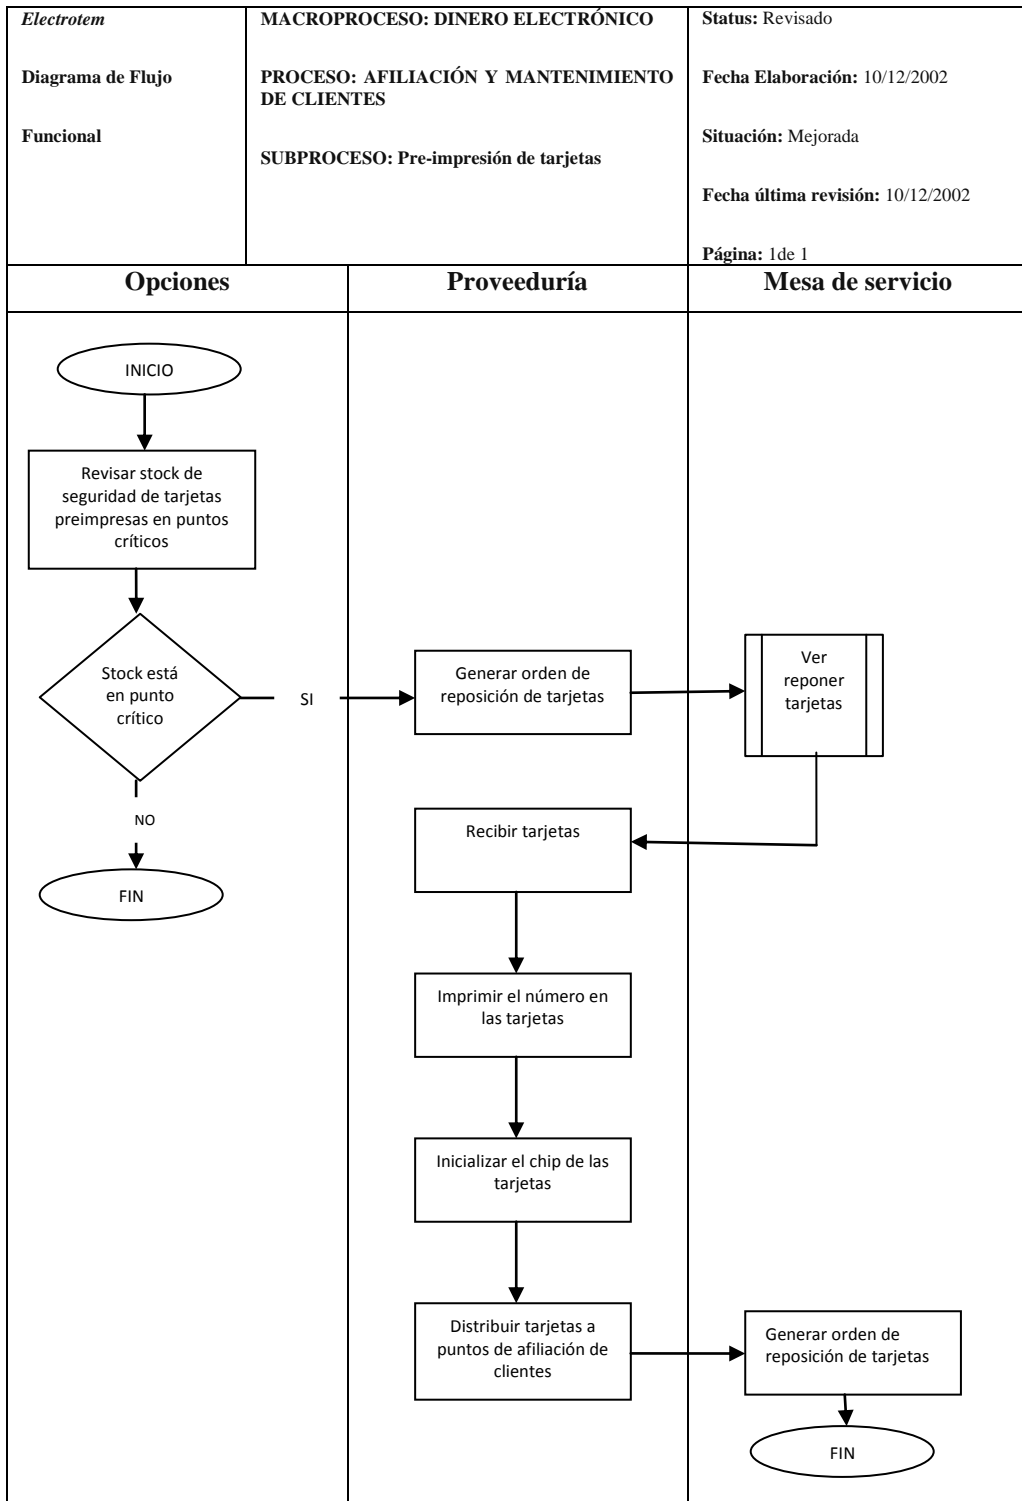 Electrotem
Diagrama de Flujo
Funcional
MACROPROCESO: DINERO ELECTRÓNICO
PROCESO: AFILIACIÓN Y MANTENIMIENTO
DE CLIENTES
SUBPROCESO: Pre-impresión de tarjetas
Status: Revisado
Fecha Elaboración: 10/12/2002
Situación: Mejorada
Fecha última revisión: 10/12/2002
Página: 1de 1
Opciones
Proveeduría
Mesa de servicio
INICIO
Revisar stock de
seguridad de tarjetas
preimpresas en puntos
críticos
Stock está
en punto
crítico
SI
Generar orden de
reposición de tarjetas
Ver
reponer
tarjetas
NO
FIN
Recibir tarjetas
Imprimir el número en
las tarjetas
Inicializar el chip de las
tarjetas
Distribuir tarjetas a
puntos de afiliación de
clientes
Generar orden de
reposición de tarjetas
FIN